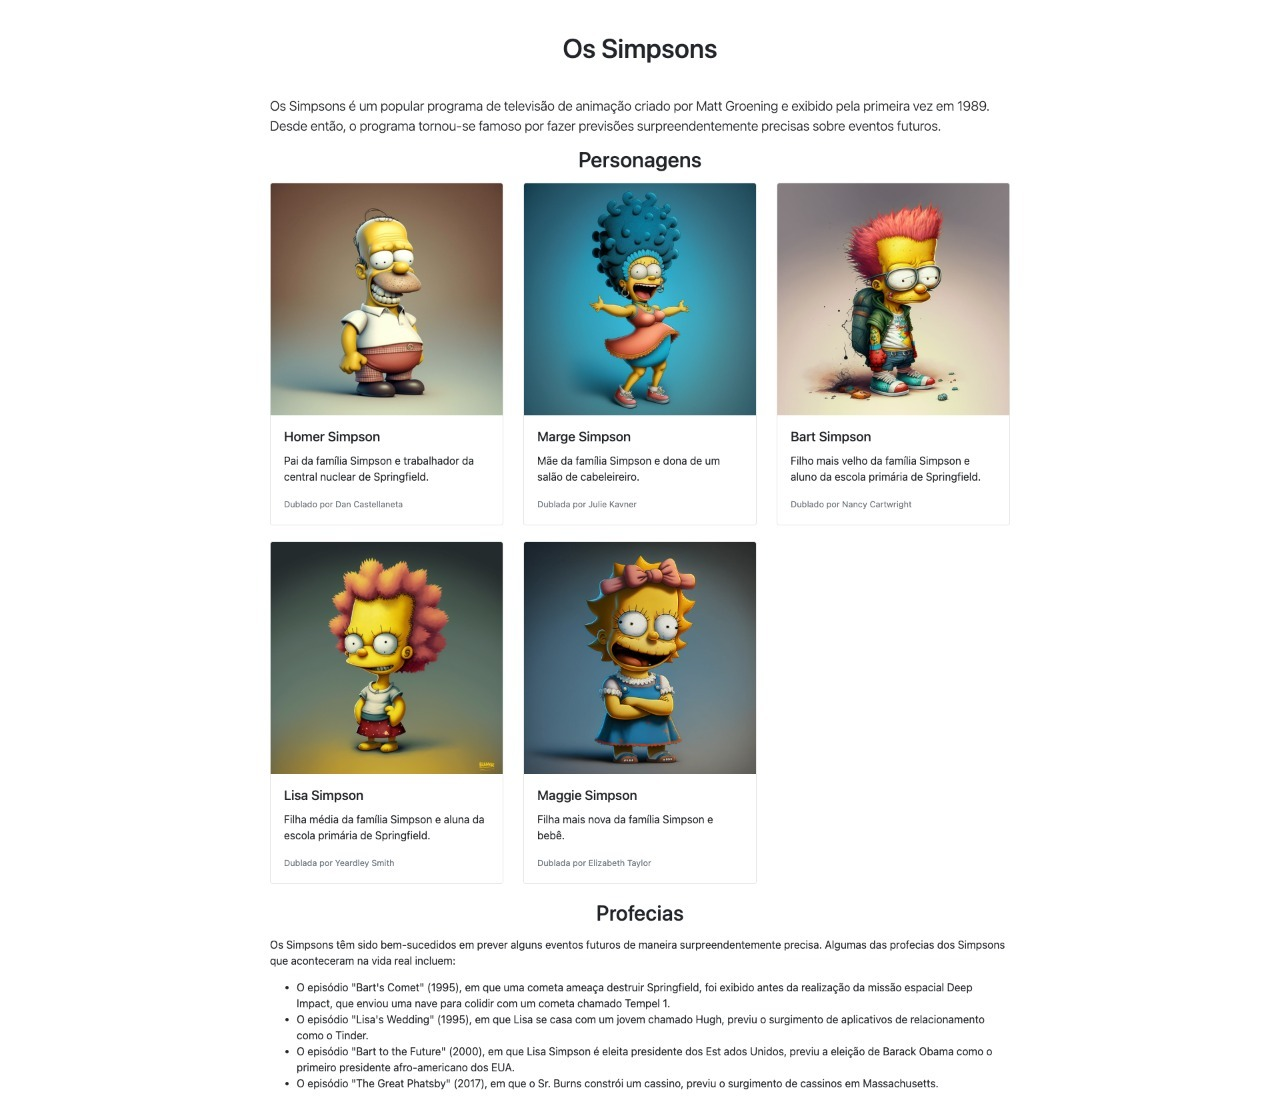 Os Simpsons
Os Simpsons é um popular programa de televisão de animação criado por Matt Groening e exibido pela primeira vez em 1989.
Desde então, o programa tornou-se famoso por fazer previsões surpreendentemente precisas sobre eventos futuros.
Personagens
Homer Simpson
Pai da família Simpson e trabalhador da
central nuclear de Springfield.
Dublado por Dan Castellaneta
Marge Simpson
Mãe da família Simpson e dona de um
salão de cabeleireiro.
Dublada por Julie Kavner
Bart Simpson
Filho mais velho da família Simpson e
aluno da escola primária de Springfield.
Dublado por Nancy Cartwright
Lisa Simpson
Filha média da família Simpson e aluna da
escola primária de Springfield.
Dublada por Yeardley Smith
Maggie Simpson
Filha mais nova da família Simpson e
bebê.
Dublada por Elizabeth Taylor
Profecias
Os Simpsons têm sido bem-sucedidos em prever alguns eventos futuros de maneira surpreendentemente precisa. Algumas das profecias dos Simpsons
que aconteceram na vida real incluem:
• O episódio "Bart's Comet" (1995), em que uma cometa ameaça destruir Springfield, foi exibido antes da realização da missão espacial Deep
Impact, que enviou uma nave para colidir com um cometa chamado Tempel 1.
• O episódio "Lisa's Wedding" (1995), em que Lisa se casa com um jovem chamado Hugh, previu o surgimento de aplicativos de relacionamento
como o Tinder.
• O episódio "Bart to the Future" (2000), em que Lisa Simpson é eleita presidente dos Est ados Unidos, previu a eleição de Barack Obama como o
primeiro presidente afro-americano dos EUA.
• O episódio "The Great Phatsby" (2017), em que o Sr. Burns constrói um cassino, previu o surgimento de cassinos em Massachusetts.